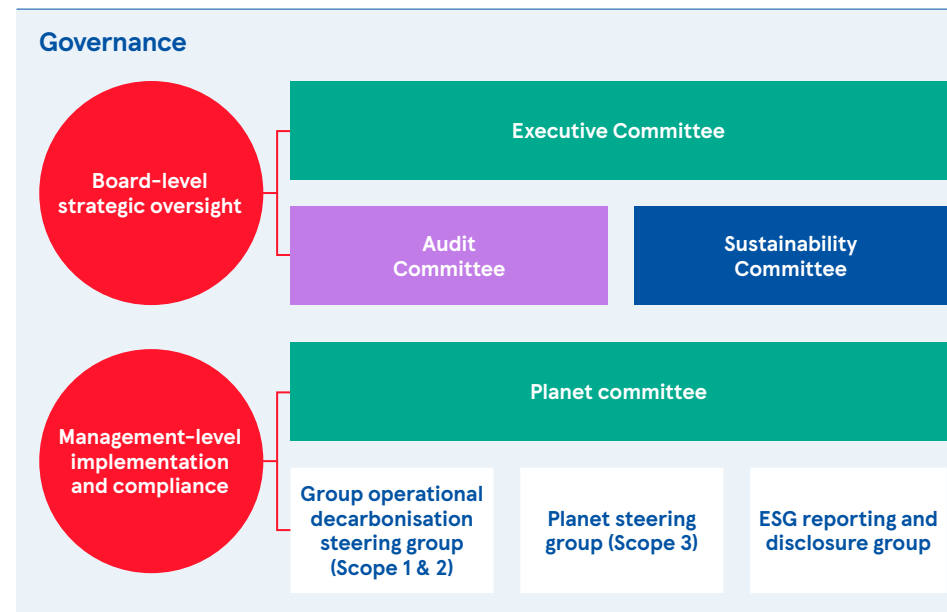 Governance
Board-level
strategic oversight
Executive Committee
Audit
Committee
Sustainability
Committee
Management-level
implementation
and compliance
Planet committee
Group operational
decarbonisation
steering group
(Scope 1 & 2)
Planet steering
group (Scope 3)
ESG reporting and
disclosure group